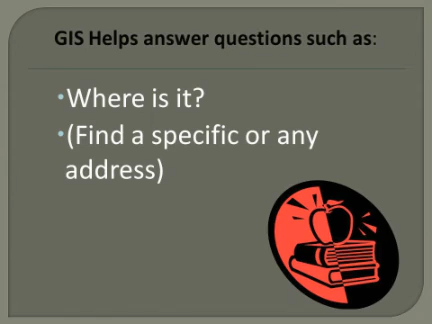 GIS Helps answer questions such as:
•Where is it?
•(Find a specific or any
address)